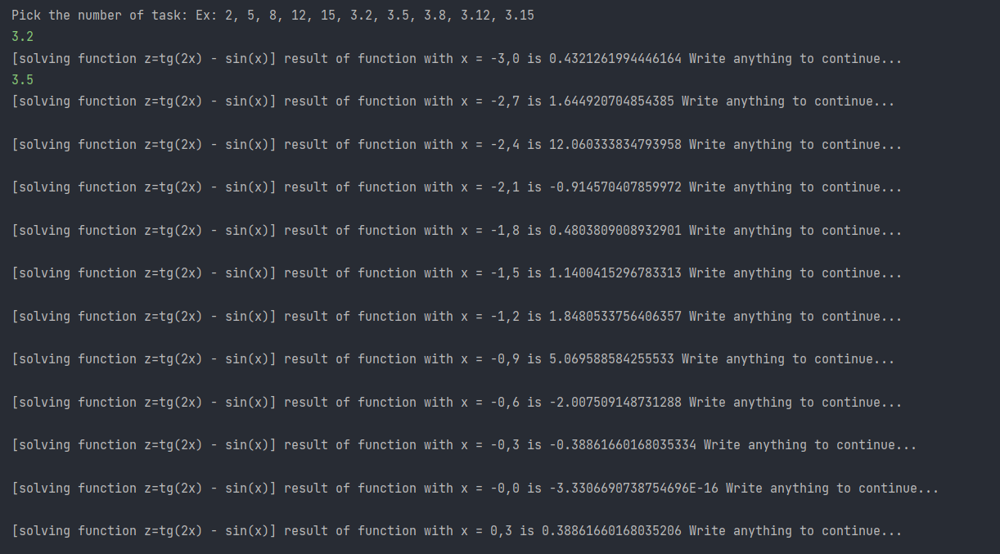 Pick the number of task: Ex: 2, 5, 8, 12, 15, 3.2, 3.5, 3.8, 3.12, 3.15
3.2
[solving function z=tg(2x) - sin(x)] result of function with x = -3,0 is 0.4321261994446164 Write anything to continue...
3.5
[solving function z=tg(2x) - sin(x)] result of function with x = -2,7 is 1.644920704854385 Write anything to continue...
[solving function z=tg(2x) - sin(x)] result of function with x = -2,4 is 12.060333834793958 Write anything to continue...
[solving function z=tg(2x) - sin(x)] result of function with x = -2,1 is -0.914570407859972 Write anything to continue...
[solving function z=tg(2x) - sin(x)] result of function with x = -1,8 is 0.4803809008932901 Write anything to continue...
[solving function z=tg(2x) - sin(x)] result of function with x = -1,5 is 1.1400415296783313 Write anything to continue...
[solving function z=tg(2x) - sin(x)] result of function with x = -1,2 is 1.8480533756406357 Write anything to continue...
[solving function z=tg(2x) - sin(x)] result of function with x = -0,9 is 5.069588584255533 Write anything to continue...
[solving function z=tg(2x) - sin(x)] result of function with x = -0,6 is -2.007509148731288 Write anything to continue...
[solving function z=tg(2x) - sin(x)] result of function with x = -0,3 is -0.38861660168035334 Write anything to continue...
[solving function z=tg(2x) - sin(x)] result of function with x = -0,0 is -3.3306690738754696E-16 Write anything to continue...
[solving function z=tg(2x) - sin(x)] result of function with x = 0,3 is 0.38861660168035206 Write anything to continue...